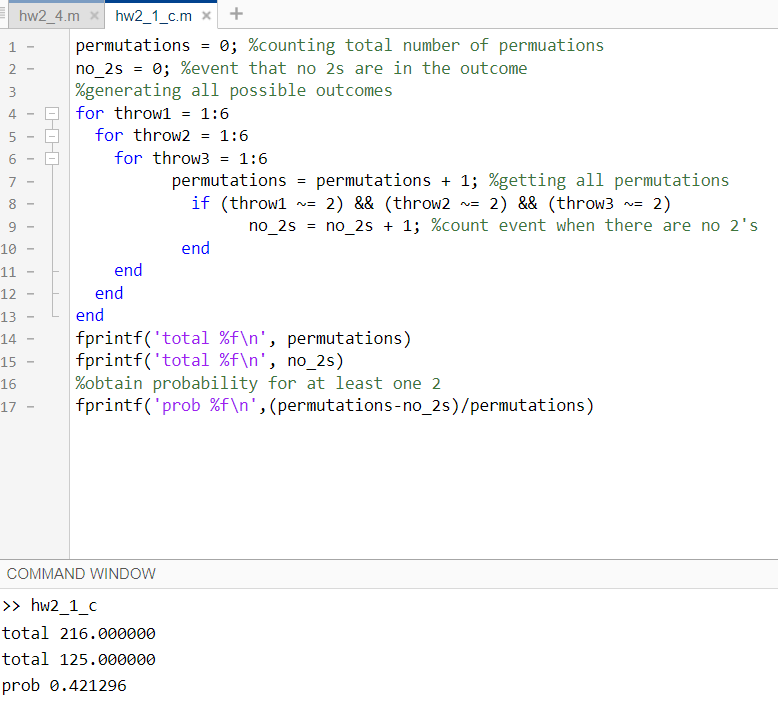 hw2_4.m × hw2_1_c.m × +
1 – permutations = 0; %counting total number of permuations
2 – no_2s = 0; %event that no 2s are in the outcome
3 %generating all possible outcomes
4 – for throw1 = 1:6
5 – for throw2 = 1:6
6 – for throw3 = 1:6
7 – permutations = permutations + 1; %getting all permutations
8 – if (throw1 ~= 2) && (throw2 ~= 2) && (throw3 ~= 2)
9 – no_2s = no_2s + 1; %count event when there are no 2's
10 – end
11 – end
12 – end
13 – end
14 – fprintf('total %f\n', permutations)
15 – fprintf('total %f\n', no_2s)
16 %obtain probability for at least one 2
17 – fprintf('prob %f\n',(permutations-no_2s)/permutations)
COMMAND WINDOW
>> hw2_1_c
total 216.000000
total 125.000000
prob 0.421296